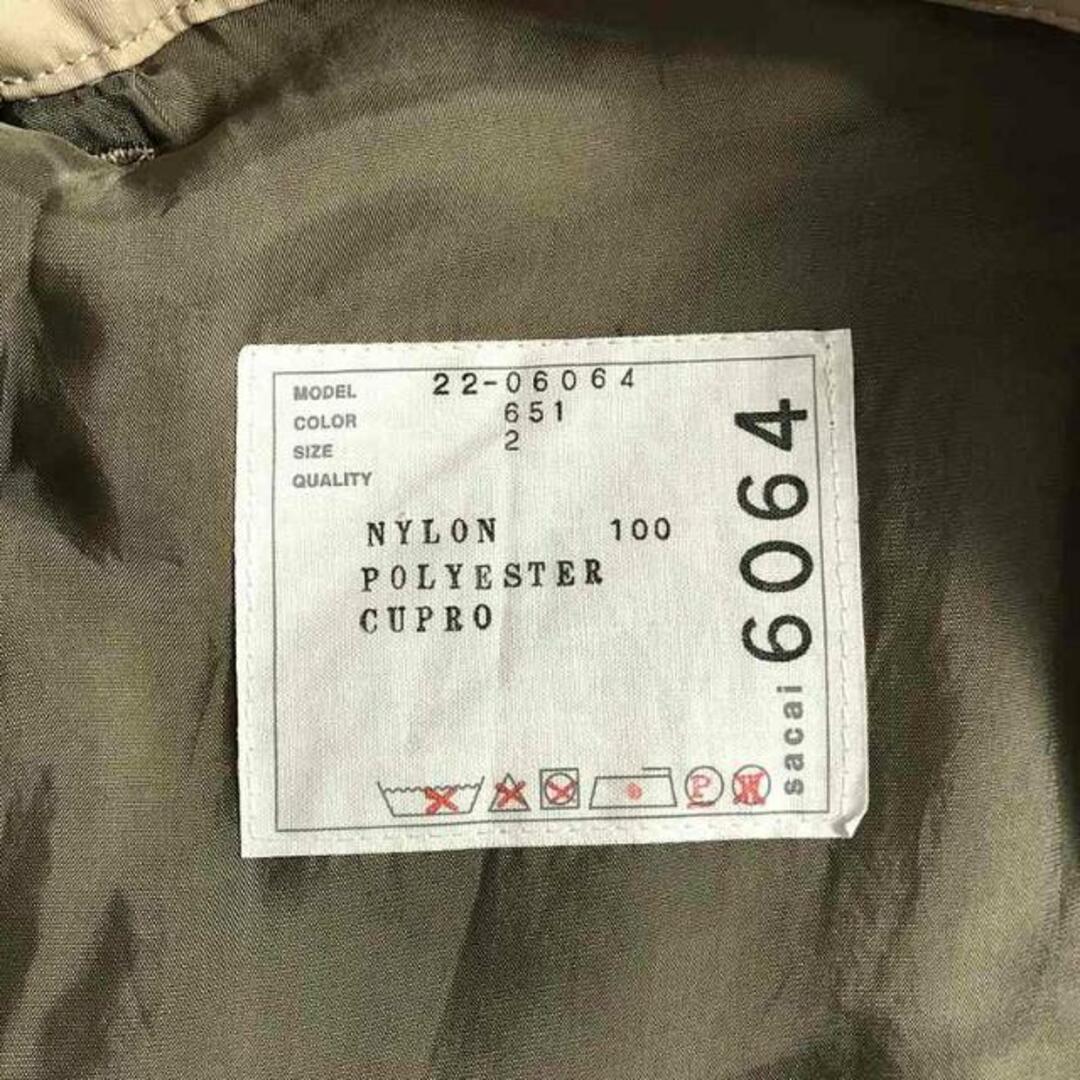 MODEL 22-06064
COLOR 651
SIZE 2
QUALITY
NYLON 100
POLYESTER
CUPRO
sacai 6064
P
W